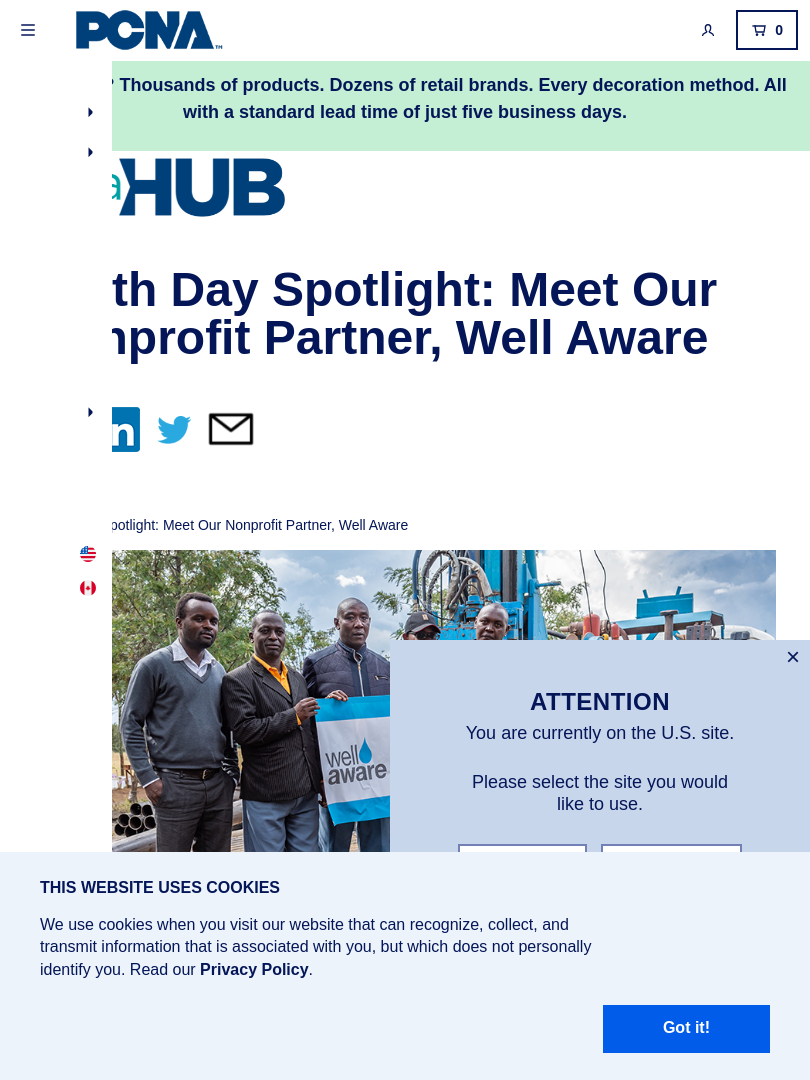 PCNA™
0
? Thousands of products. Dozens of retail brands. Every decoration method. All
with a standard lead time of just five business days.
HUB
th Day Spotlight: Meet Our
nprofit Partner, Well Aware
potlight: Meet Our Nonprofit Partner, Well Aware
well
aware
ATTENTION
You are currently on the U.S. site.
Please select the site you would
like to use.
THIS WEBSITE USES COOKIES
We use cookies when you visit our website that can recognize, collect, and
transmit information that is associated with you, but which does not personally
identify you. Read our Privacy Policy.
Got it!